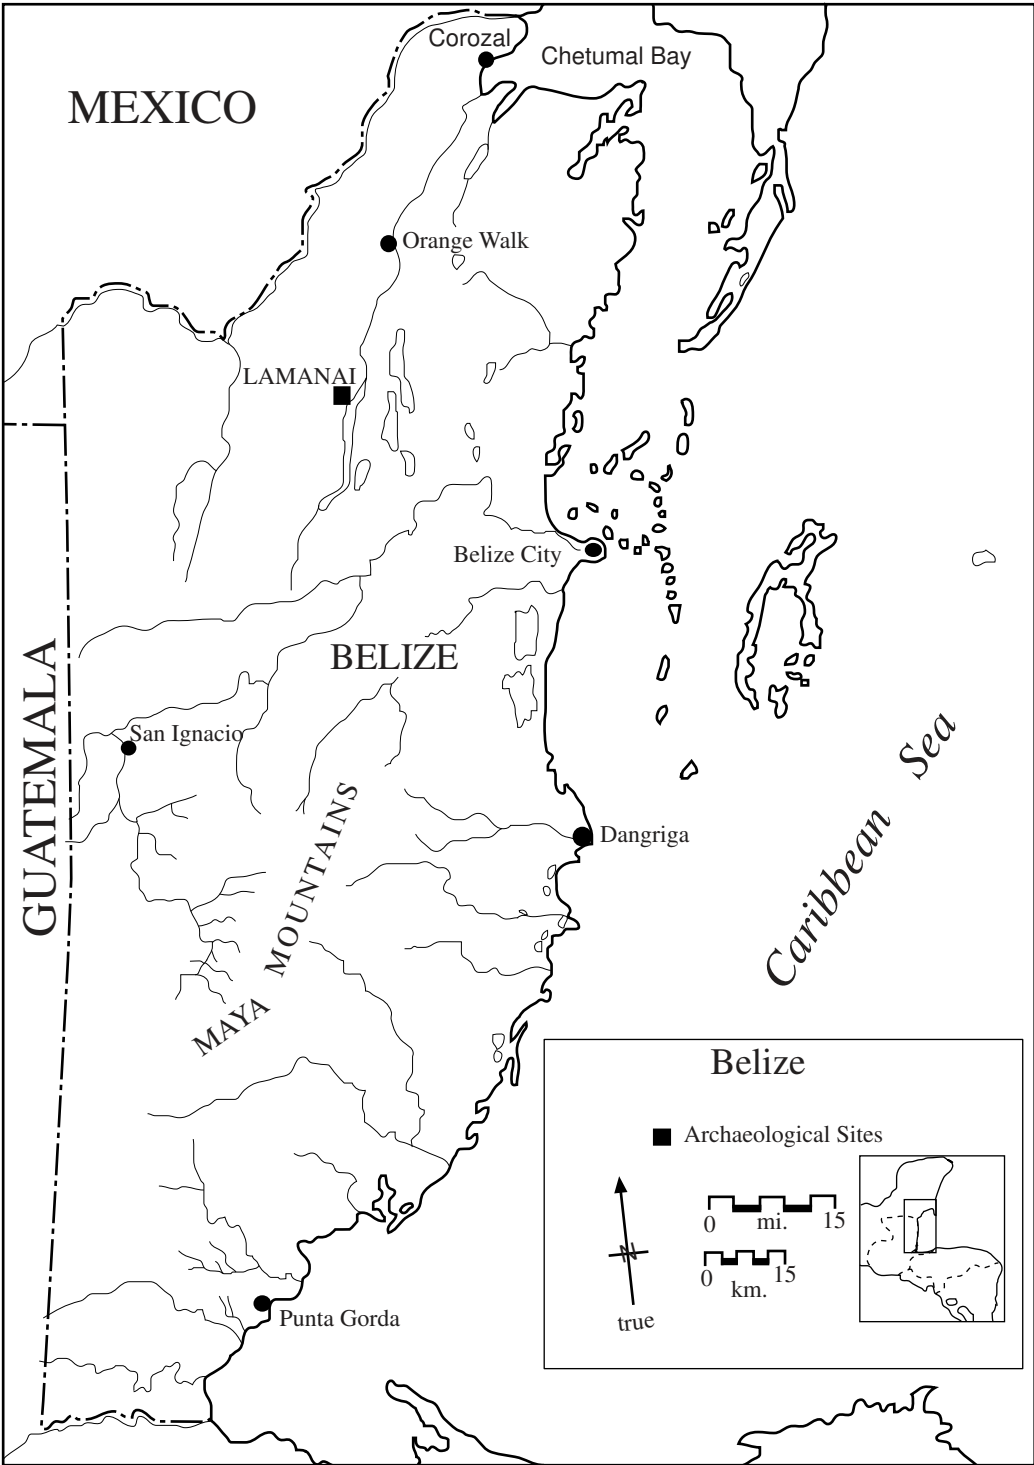 Corozal
Chetumal Bay
MEXICO
Orange Walk
LAMANAI
Belize City
BELIZE
GUATEMALA
San Ignacio
Caribbean Sea
Dangriga
MAYA MOUNTAINS
Belize
Archaeological Sites
0 mi. 15
0 15
km.
N
true
Punta Gorda